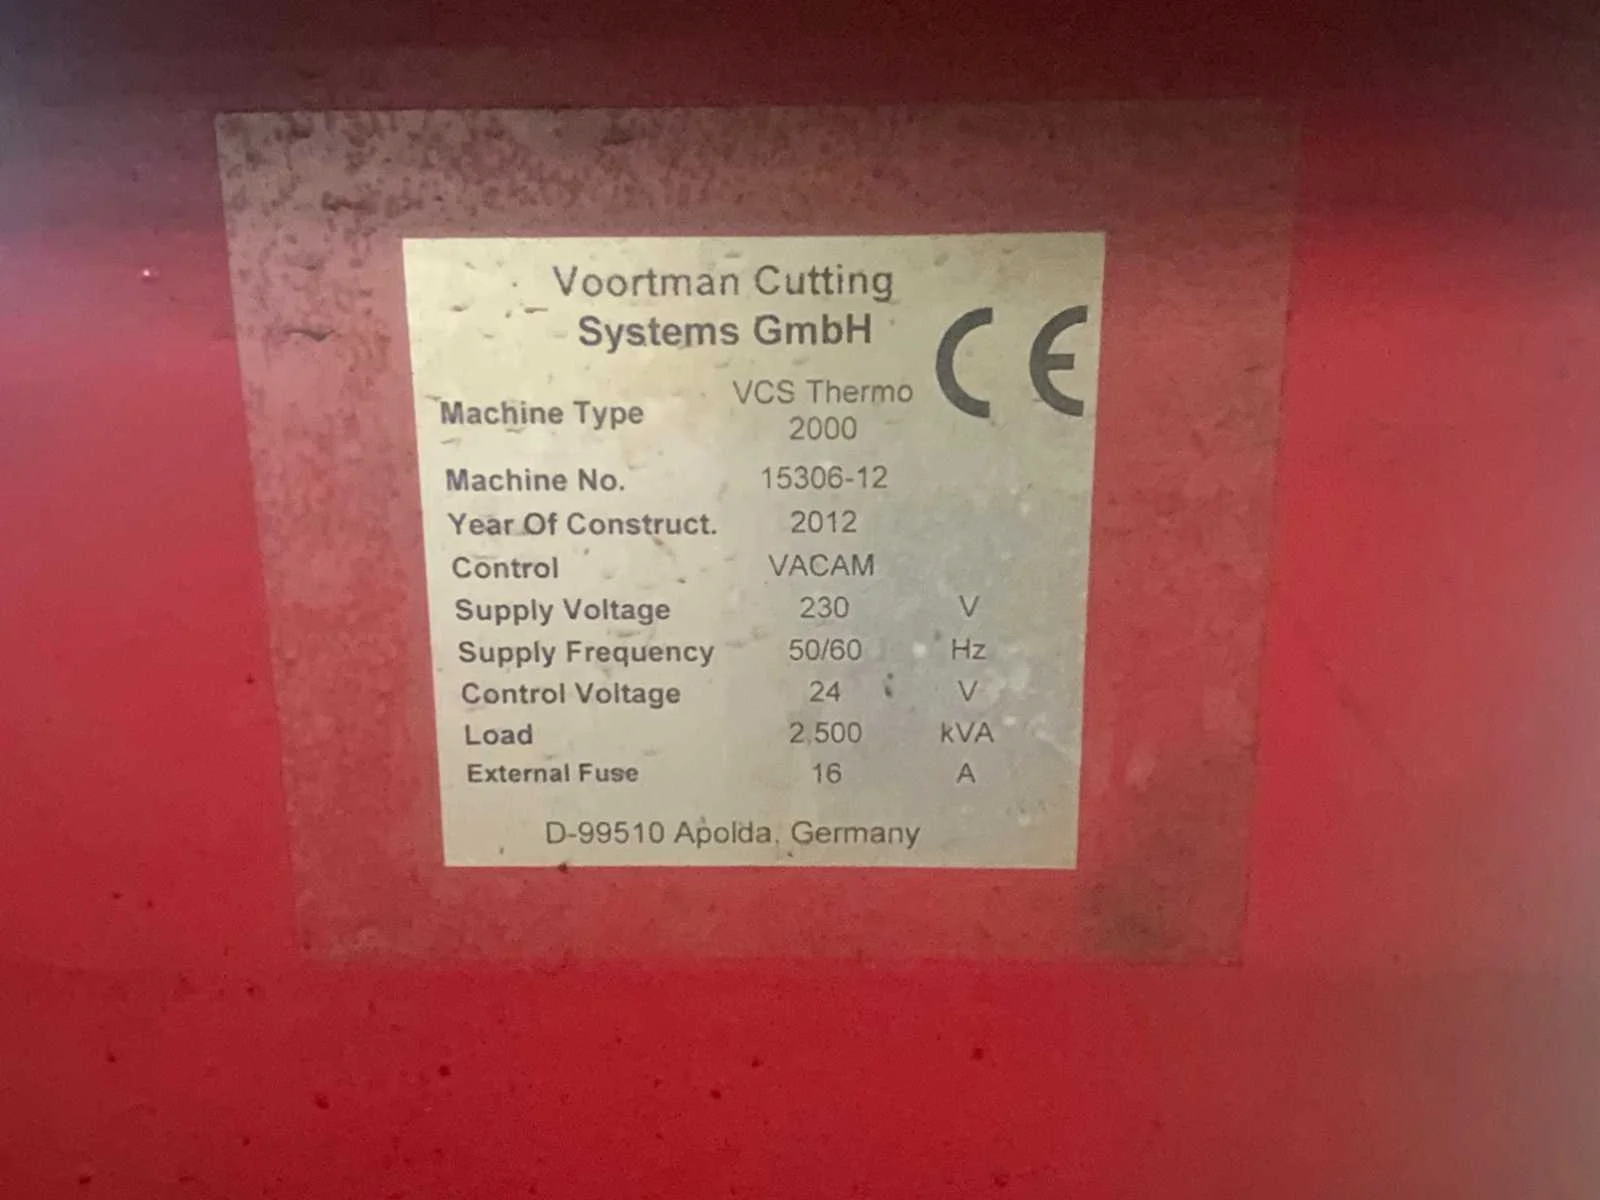 Voortman Cutting
Systems GmbH
CE
Machine Type VCS Thermo 2000
Machine No. 15306-12
Year Of Construct. 2012
Control VACAM
Supply Voltage 230 V
Supply Frequency 50/60 Hz
Control Voltage 24 V
Load 2,500 kVA
External Fuse 16 A
D-99510 Apolda, Germany